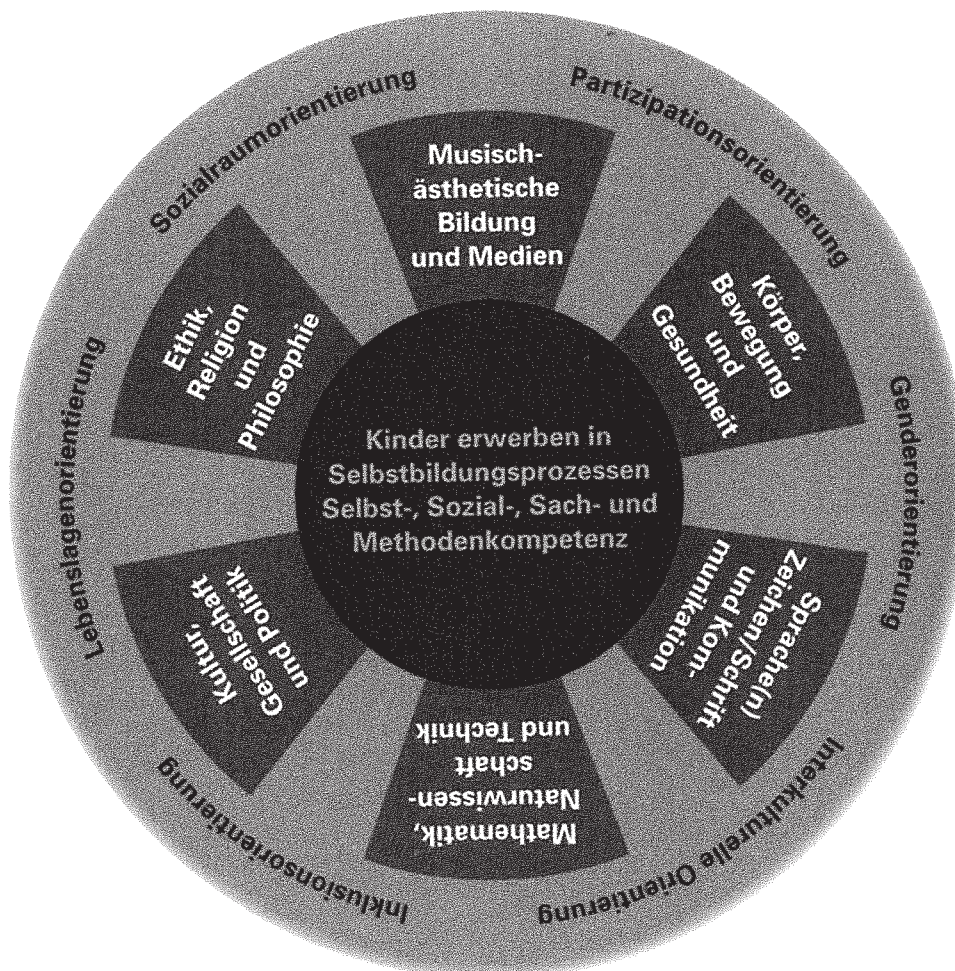 Sozialraumorientierung
Partizipationsorientierung
Genderorientierung
Interkulturelle Orientierung
Inklusionsorientierung
Lebenslagenorientierung
Musisch-
ästhetische
Bildung
und Medien
Körper,
Bewegung
und
Gesundheit
Sprache(n)
Zeichen/Schrift
und Kom-
munikation
Mathematik,
Naturwissen-
schaft
und Technik
Kultur,
Gesellschaft
und Politik
Ethik,
Religion
und
Philosophie
Kinder erwerben in
Selbstbildungsprozessen
Selbst-, Sozial-, Sach- und
Methodenkompetenz